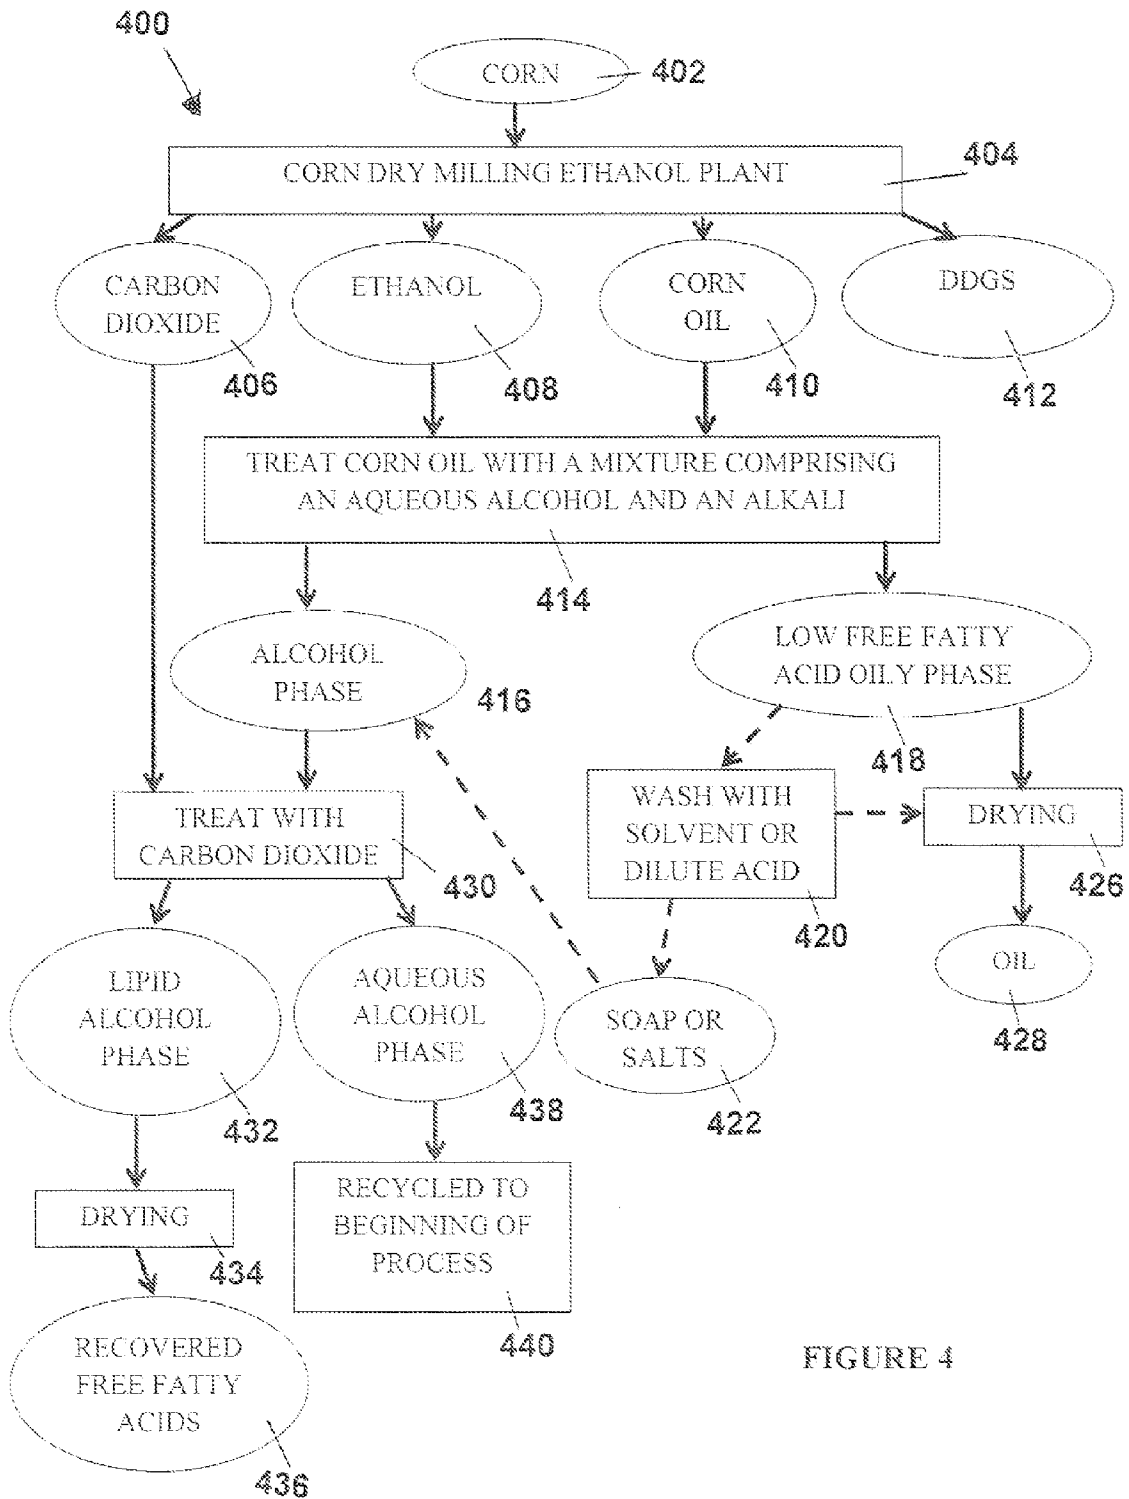 400
CORN
402
CORN DRY MILLING ETHANOL PLANT
404
CARBON
DIOXIDE
406
ETHANOL
408
CORN
OIL
410
DDGS
412
TREAT CORN OIL WITH A MIXTURE COMPRISING
AN AQUEOUS ALCOHOL AND AN ALKALI
414
ALCOHOL
PHASE
416
LOW FREE FATTY
ACID OILY PHASE
418
TREAT WITH
CARBON DIOXIDE
430
WASH WITH
SOLVENT OR
DILUTE ACID
420
DRYING
426
LIPID
ALCOHOL
PHASE
432
AQUEOUS
ALCOHOL
PHASE
438
SOAP OR
SALTS
422
OIL
428
DRYING
434
RECYCLED TO
BEGINNING OF
PROCESS
440
RECOVERED
FREE FATTY
ACIDS
436
FIGURE 4